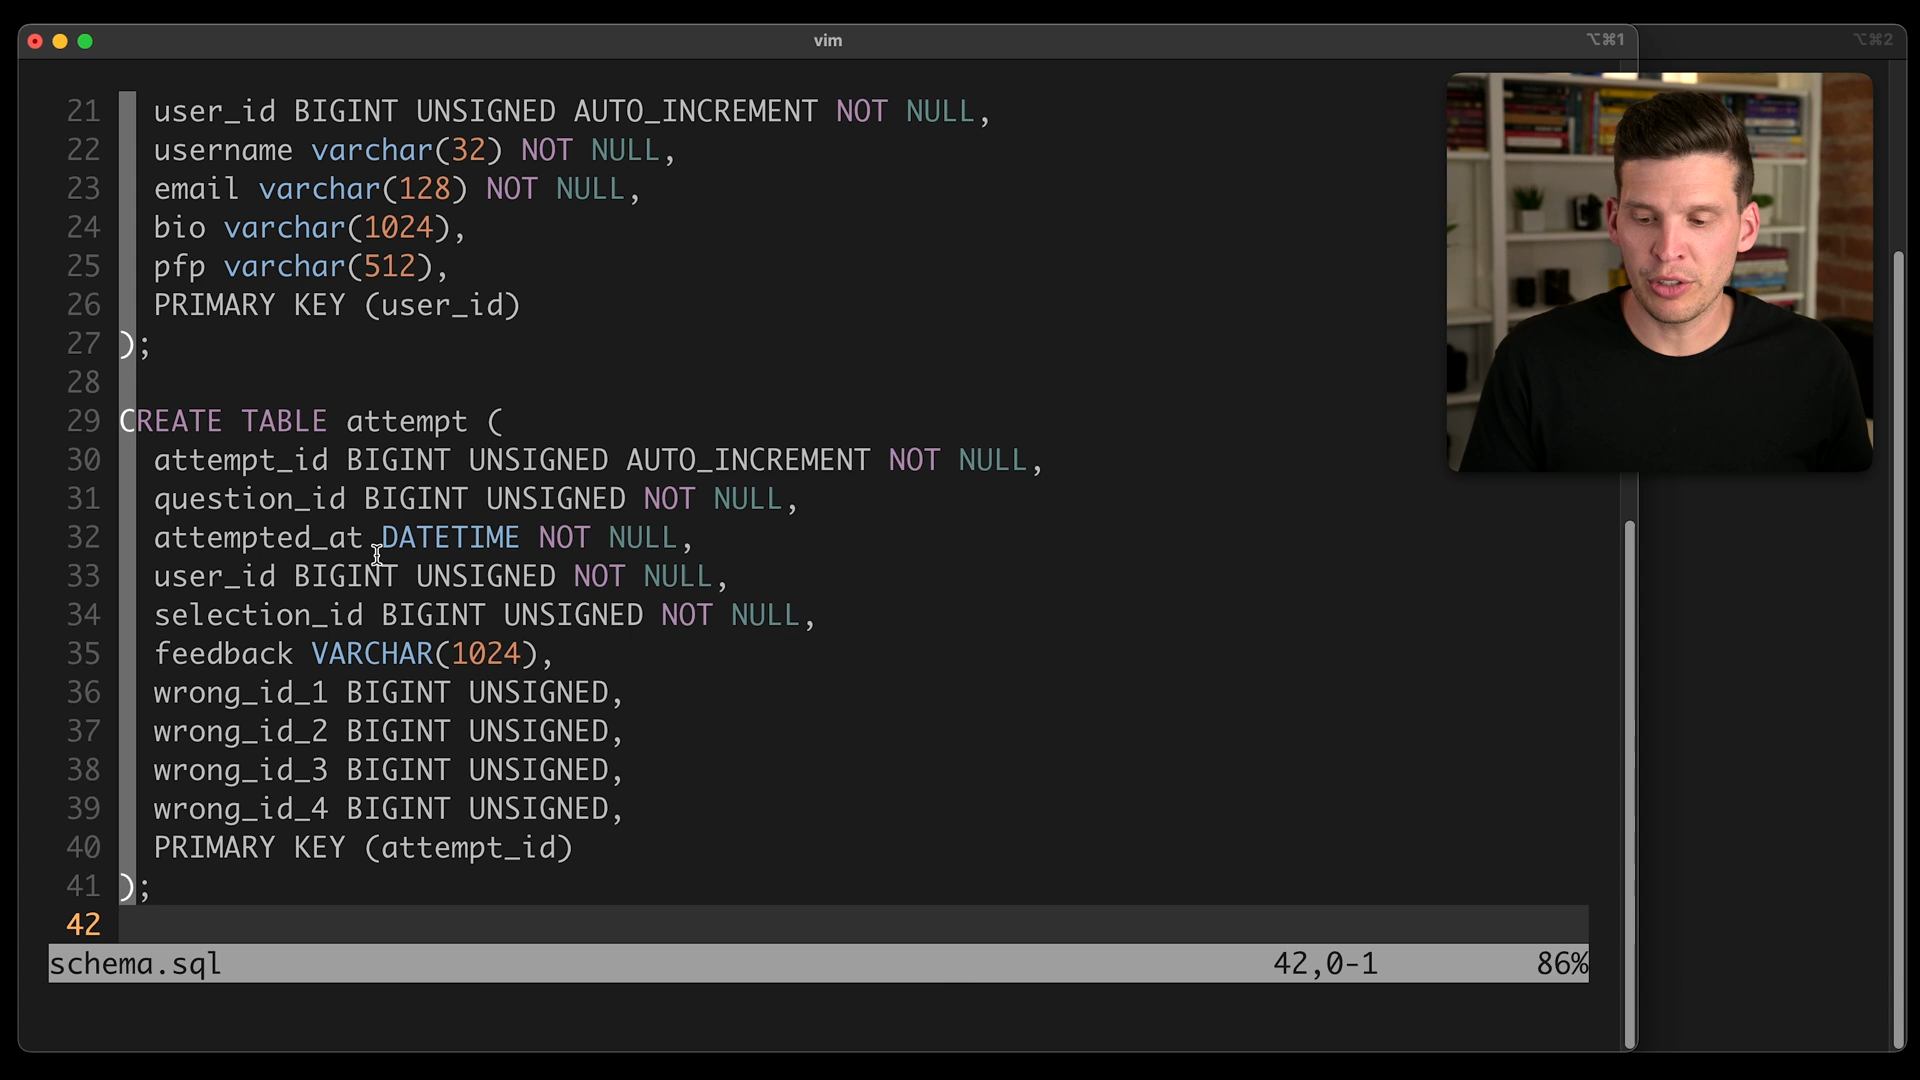 vim
⌥⌘1
⌥⌘2
21 user_id BIGINT UNSIGNED AUTO_INCREMENT NOT NULL,
22 username varchar(32) NOT NULL,
23 email varchar(128) NOT NULL,
24 bio varchar(1024),
25 pfp varchar(512),
26 PRIMARY KEY (user_id)
27 );
28
29 CREATE TABLE attempt (
30 attempt_id BIGINT UNSIGNED AUTO_INCREMENT NOT NULL,
31 question_id BIGINT UNSIGNED NOT NULL,
32 attempted_at DATETIME NOT NULL,
33 user_id BIGINT UNSIGNED NOT NULL,
34 selection_id BIGINT UNSIGNED NOT NULL,
35 feedback VARCHAR(1024),
36 wrong_id_1 BIGINT UNSIGNED,
37 wrong_id_2 BIGINT UNSIGNED,
38 wrong_id_3 BIGINT UNSIGNED,
39 wrong_id_4 BIGINT UNSIGNED,
40 PRIMARY KEY (attempt_id)
41 );
42
schema.sql 42,0-1 86%